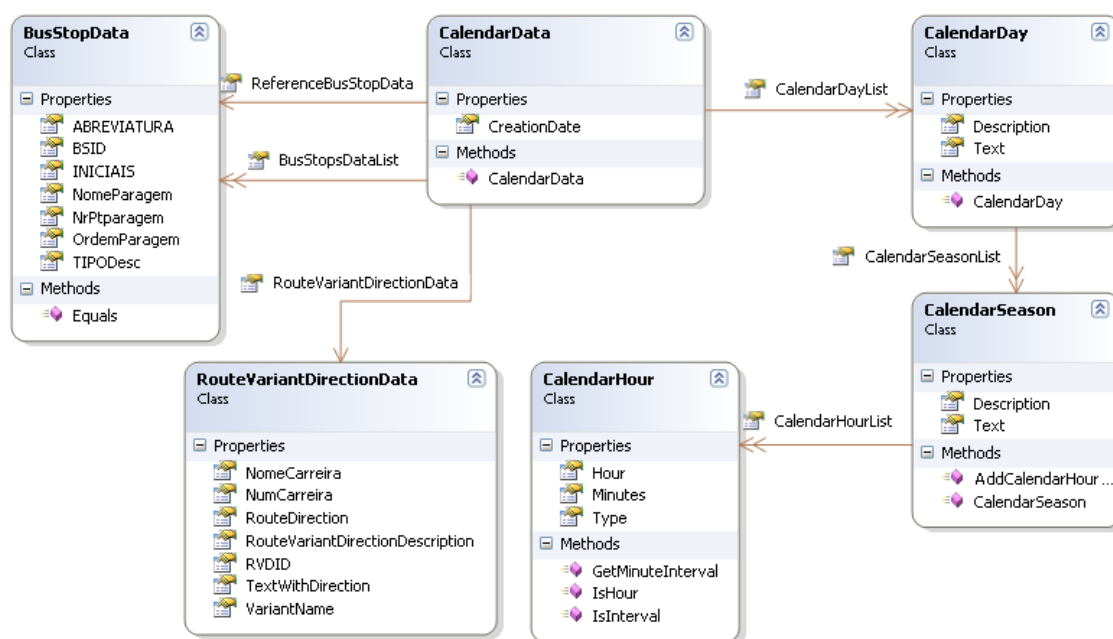 BusStopData
Class
Properties
ABREVIATURA
BSID
INICIAIS
NomeParagem
NrPtparagem
OrdemParagem
TIPODesc
Methods
Equals
ReferenceBusStopData
BusStopsDataList
CalendarData
Class
Properties
CreationDate
Methods
CalendarData
CalendarDayList
CalendarDay
Class
Properties
Description
Text
Methods
CalendarDay
RouteVariantDirectionData
CalendarSeasonList
RouteVariantDirectionData
Class
Properties
NomeCarreira
NumCarreira
RouteDirection
RouteVariantDirectionDescription
RVDID
TextWithDirection
VariantName
CalendarHour
Class
Properties
Hour
Minutes
Type
Methods
GetMinuteInterval
IsHour
IsInterval
CalendarHourList
CalendarSeason
Class
Properties
Description
Text
Methods
AddCalendarHour ...
CalendarSeason